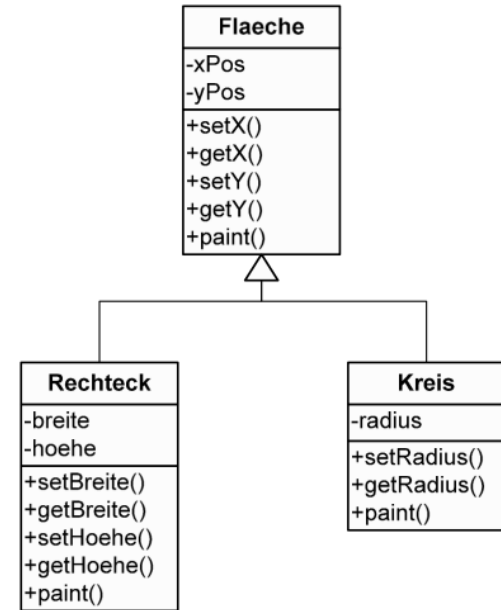 Flaeche
-xPos
-yPos
+setX()
+getX()
+setY()
+getY()
+paint()
Rechteck
-breite
-hoehe
+setBreite()
+getBreite()
+setHoehe()
+getHoehe()
+paint()
Kreis
-radius
+setRadius()
+getRadius()
+paint()